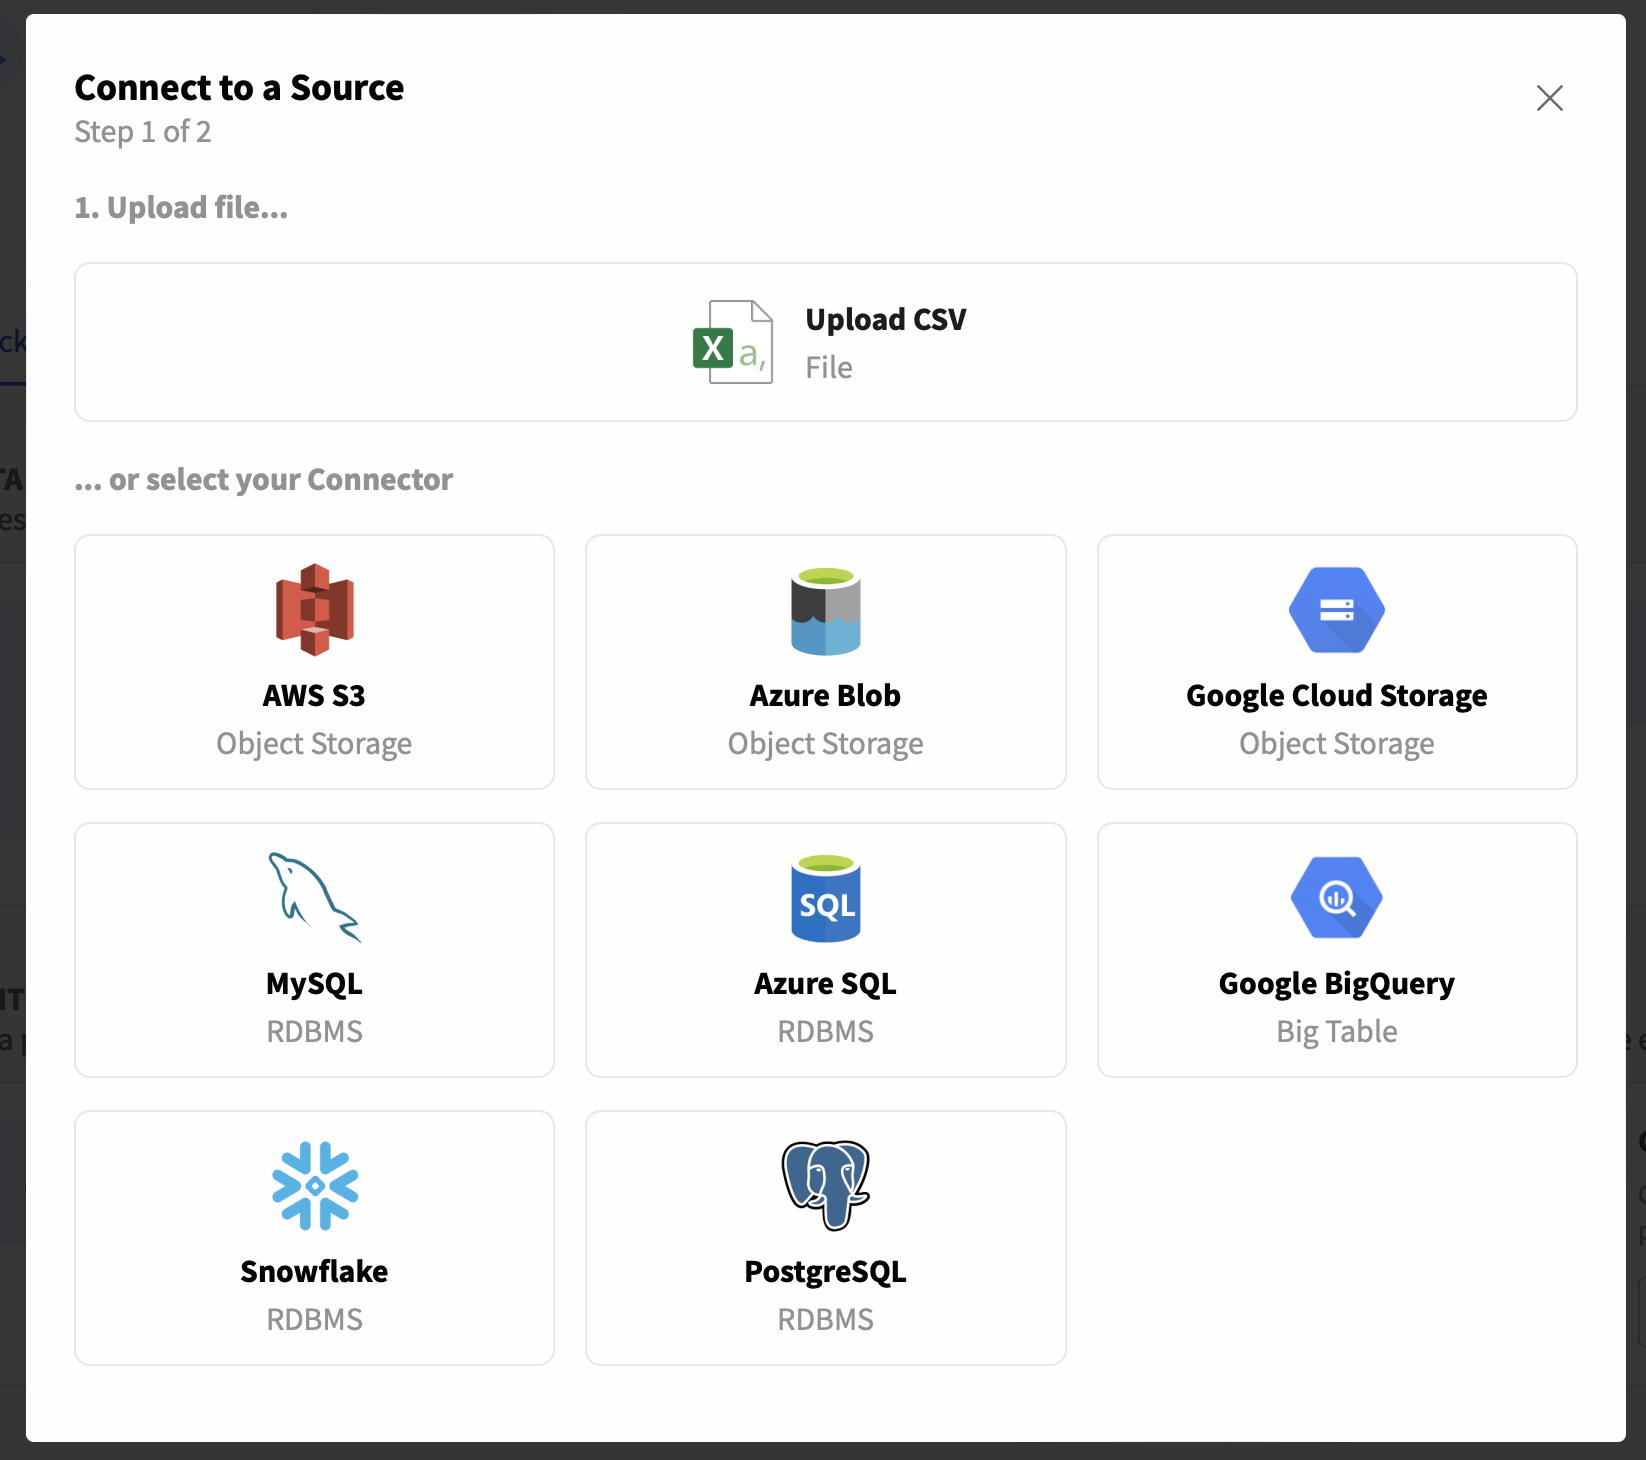 Connect to a Source
Step 1 of 2
1. Upload file...
X a,
Upload CSV
File
... or select your Connector
AWS S3
Object Storage
Azure Blob
Object Storage
Google Cloud Storage
Object Storage
MySQL
RDBMS
SQL
Azure SQL
RDBMS
Google BigQuery
Big Table
Snowflake
RDBMS
PostgreSQL
RDBMS